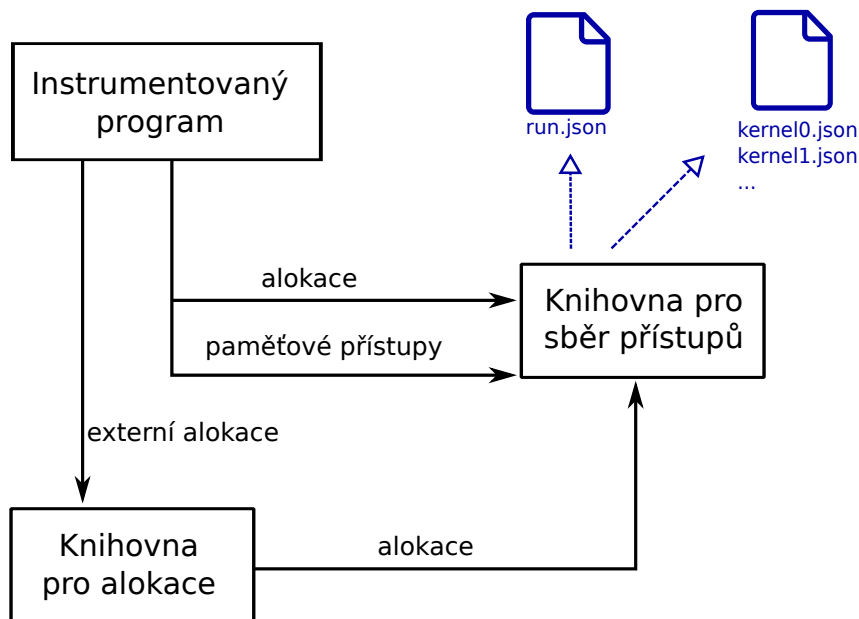 Instrumentovaný
program
run.json
kernel0.json
kernel1.json
...
alokace
Knihovna pro
sběr přístupů
paměťové přístupy
externí alokace
Knihovna
pro alokace
alokace